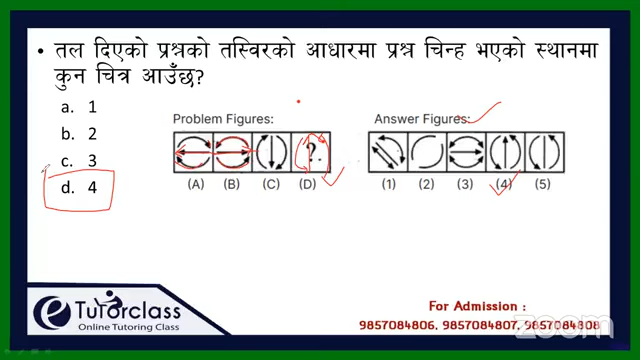 • तल दिएको प्रश्नको तस्विरको आधारमा प्रश्न चिन्ह भएको स्थानमा
कुन चित्र आउँछ?
a. 1
b. 2
c. 3
d. 4
Problem Figures:
?
(A) (B) (C) (D)
Answer Figures:
(1) (2) (3) (4) (5)
e TuTorclass
Online Tutoring Class
For Admission :
9857084806, 9857084807, 9857084808
zoom